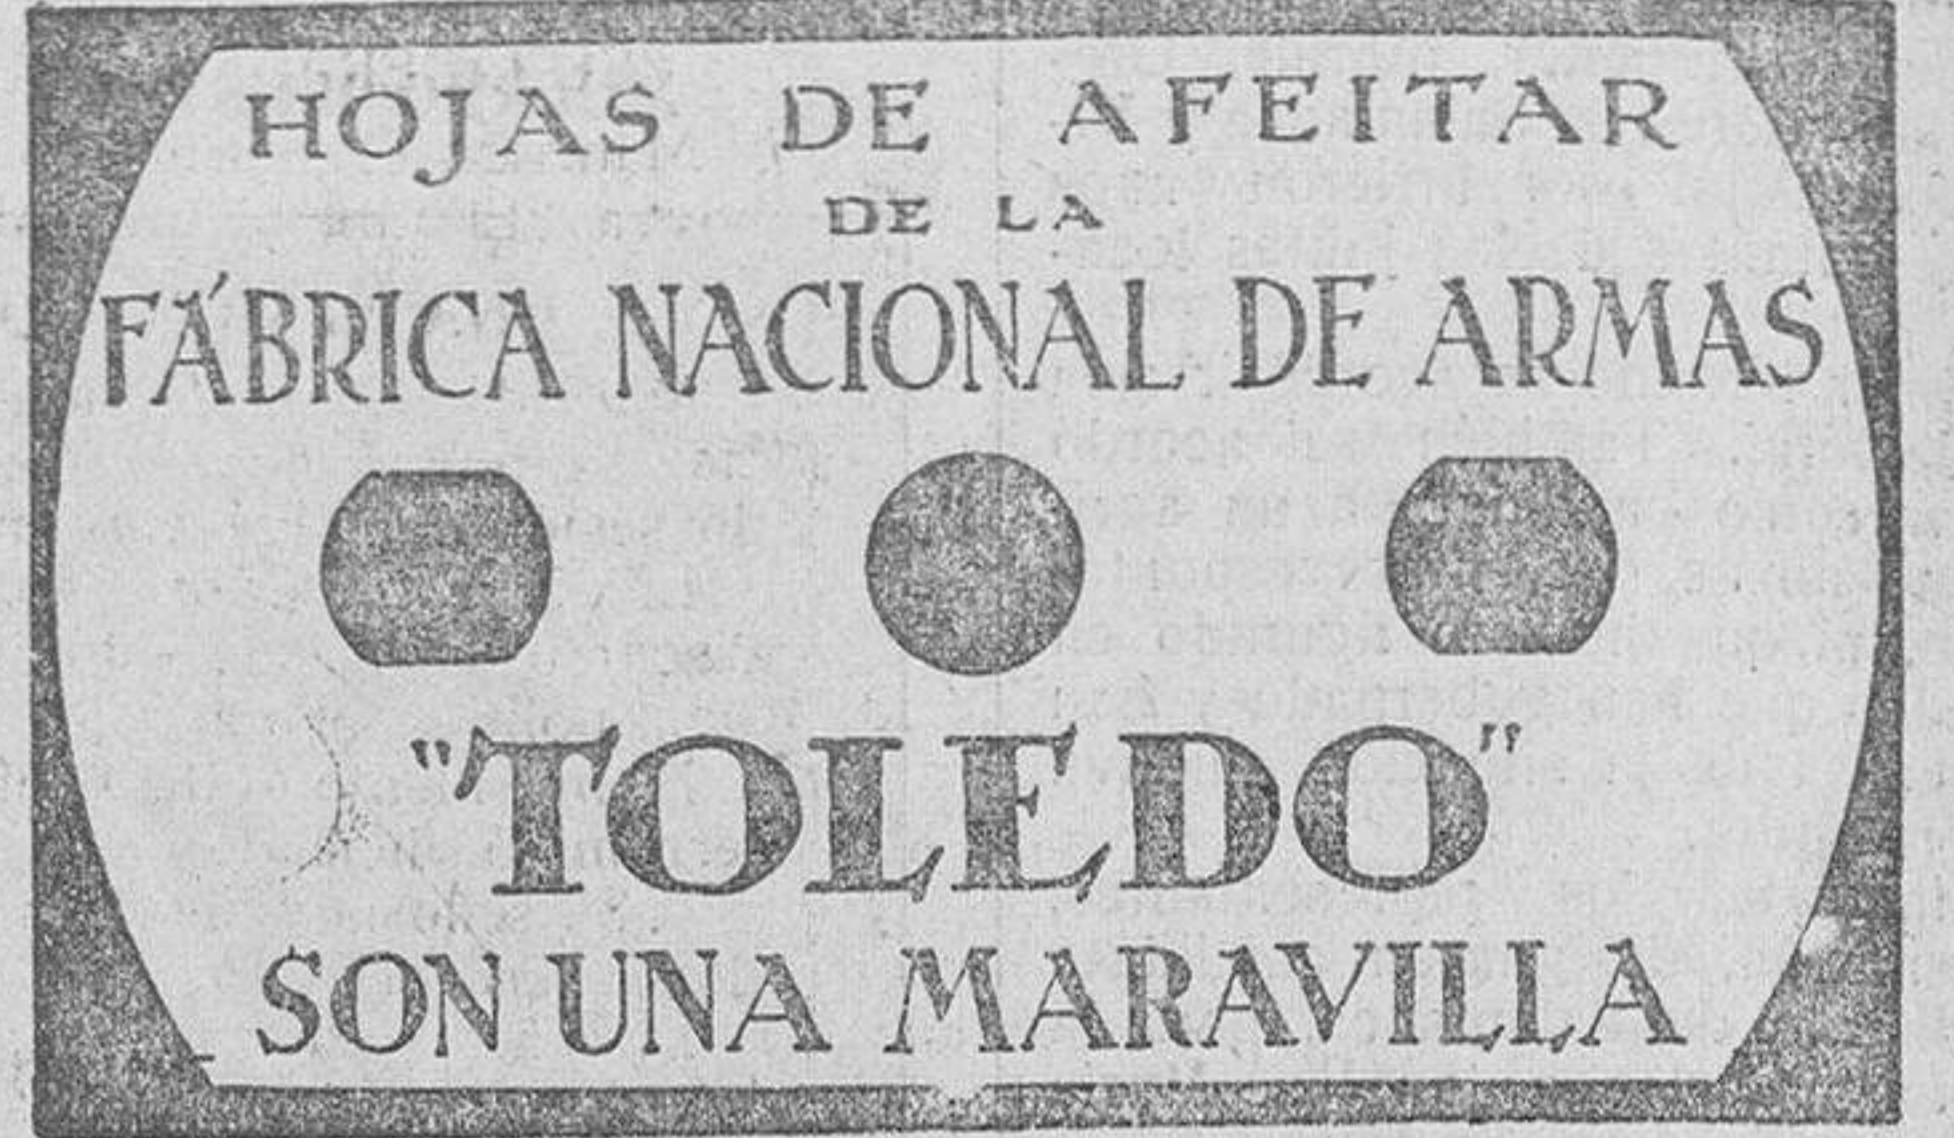 HOJAS DE AFEITAR
DE LA
FÁBRICA NACIONAL DE ARMAS
"TOLEDO"
SON UNA MARAVILLA